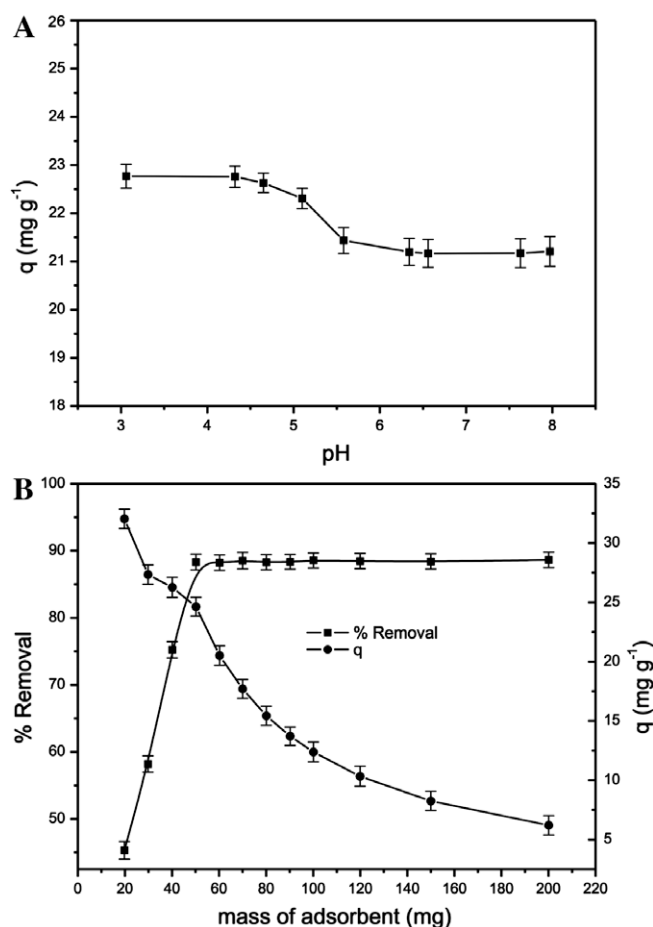 A
26
25
24
23
22
21
20
19
18
q (mg g-1)
3 4 5 6 7 8
pH
B
100
90
80
70
60
50
% Removal
% Removal
q
35
30
25
20
15
10
5
q (mg g-1)
20 40 60 80 100 120 140 160 180 200 220
mass of adsorbent (mg)